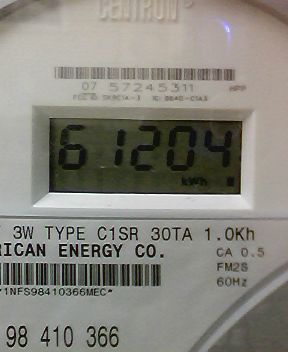 CENTRON
07 57245311 HPP
61204
kWh
3W TYPE C1SR 30TA 1.0Kh
RICAN ENERGY CO. CA 0.5
FM2S
60Hz
1NFS98410366MEC*
98 410 366